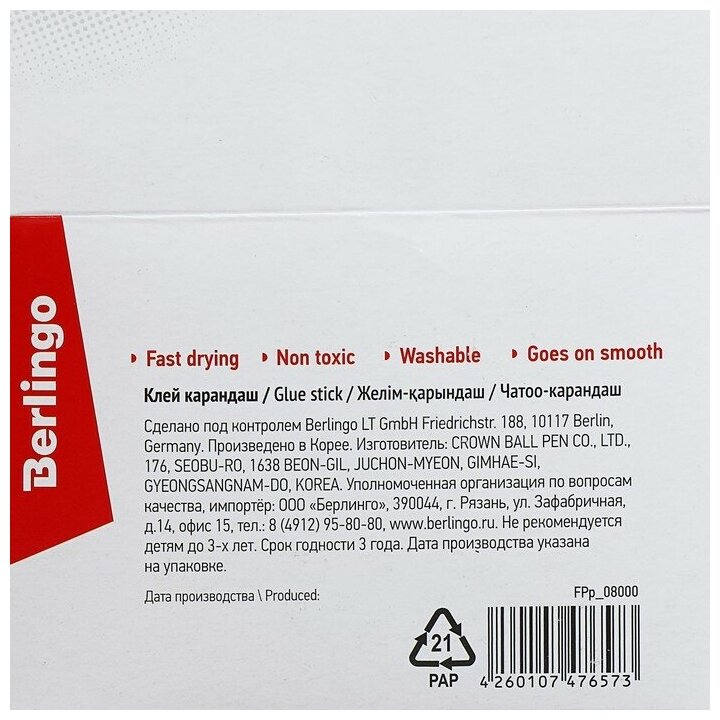 Berlingo
Fast drying Non toxic Washable Goes on smooth
Клей карандаш / Glue stick / Желім-қарындаш / Чатоо-карандаш
Сделано под контролем Berlingo LT GmbH Friedrichstr. 188, 10117 Berlin,
Germany. Произведено в Корее. Изготовитель: CROWN BALL PEN CO., LTD.,
176, SEOBU-RO, 1638 BEON-GIL, JUCHON-MYEON, GIMHAE-SI,
GYEONGSANGNAM-DO, KOREA. Уполномоченная организация по вопросам
качества, импортёр: ООО «Берлинго», 390044, г. Рязань, ул. Зафабричная,
д.14, офис 15, тел.: 8 (4912) 95-80-80, www.berlingo.ru. Не рекомендуется
детям до 3-х лет. Срок годности 3 года. Дата производства указана
на упаковке.
Дата производства \ Produced:
FPp_08000
21
PAP
4 260107 476573